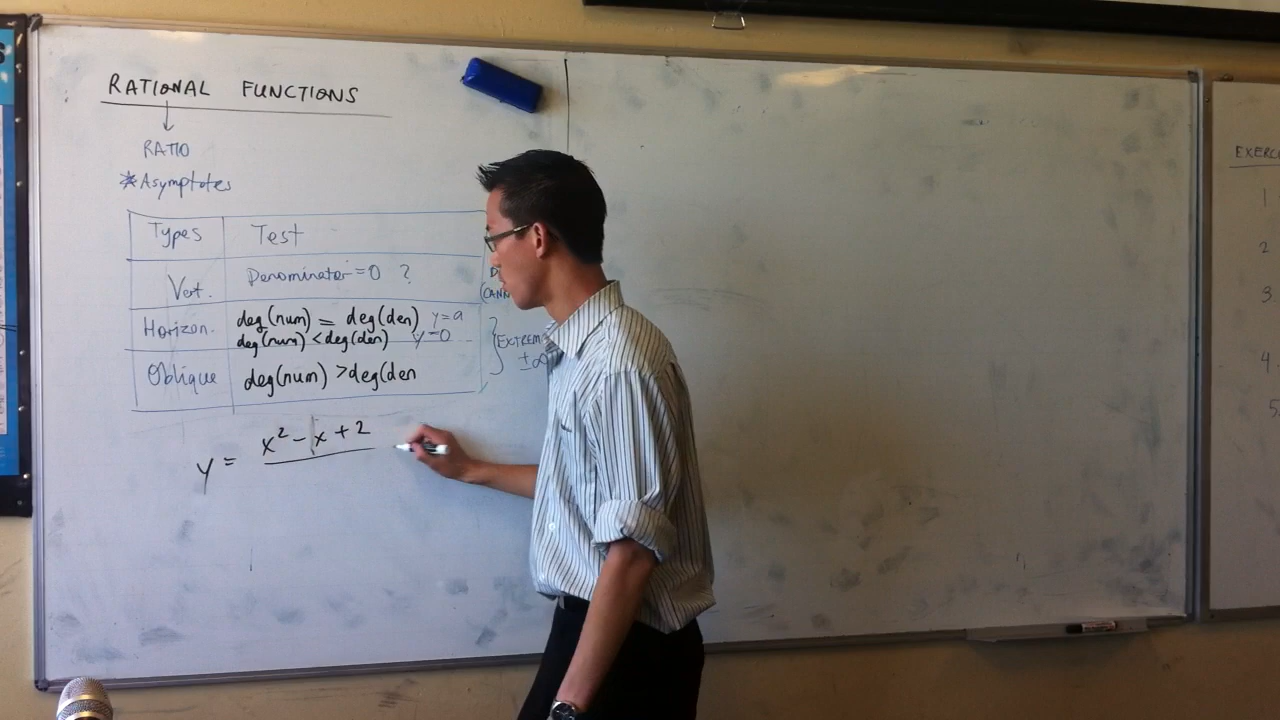 RATIONAL FUNCTIONS
RATIO
*Asymptotes
Types Test
Vert. Denominator = 0 ?
Horizon. deg(num) = deg(den) y=a
deg(num) < deg(den) y=0
Oblique deg(num) > deg(den
EXTREM
±∞
y = x² - x + 2
EXERC
1
2
3.
4.
5